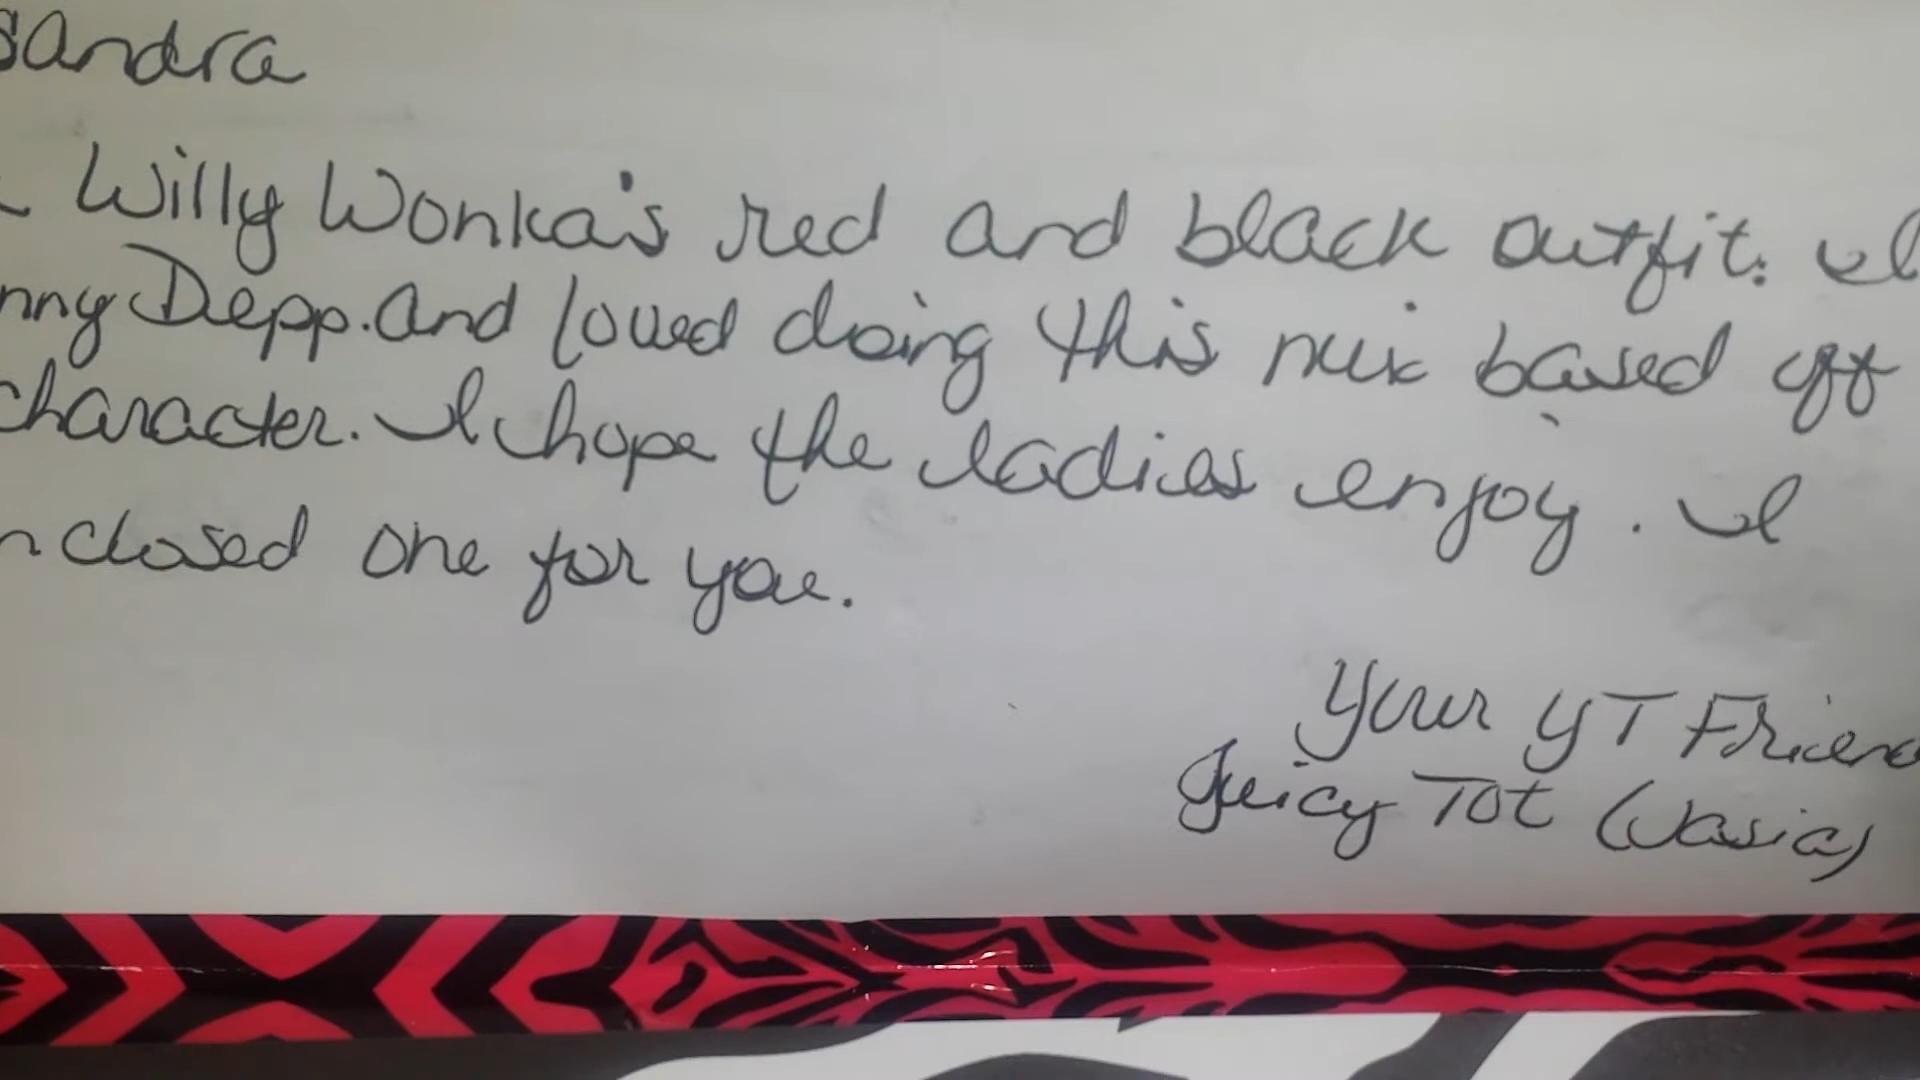 sandra
Willy Wonka's red and black outfit. I
nny Depp. And loved doing this mix based off
character. I hope the ladies enjoy. I
nclosed one for you.
Your YT Friend
Juicy Tot (Wasia)